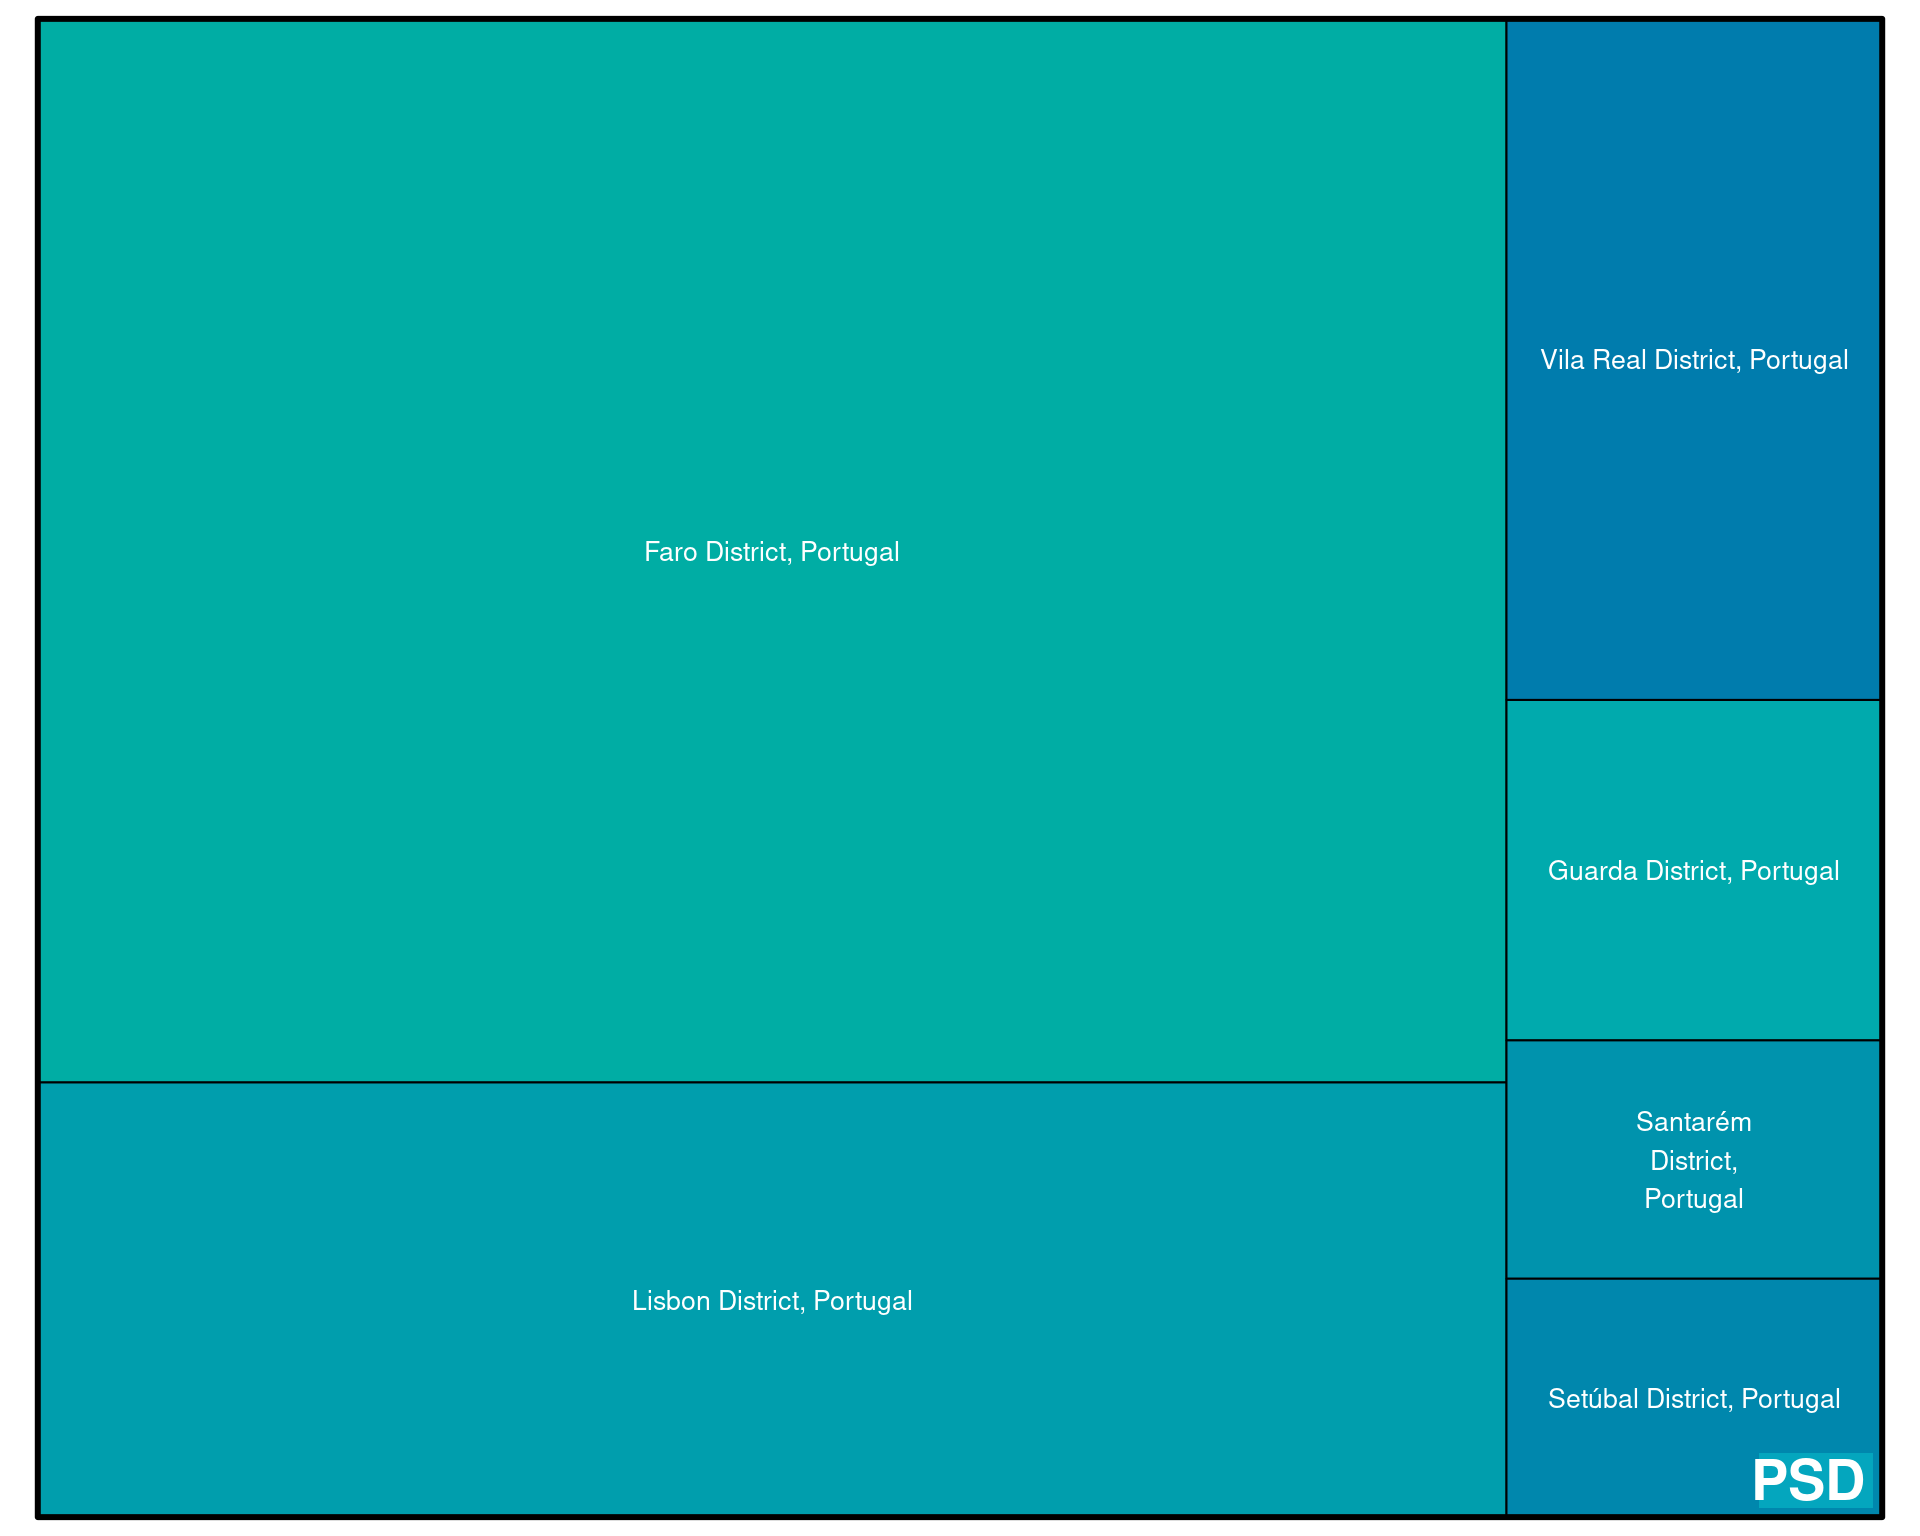 Faro District, Portugal
Lisbon District, Portugal
Vila Real District, Portugal
Guarda District, Portugal
Santarém
District,
Portugal
Setúbal District, Portugal
PSD